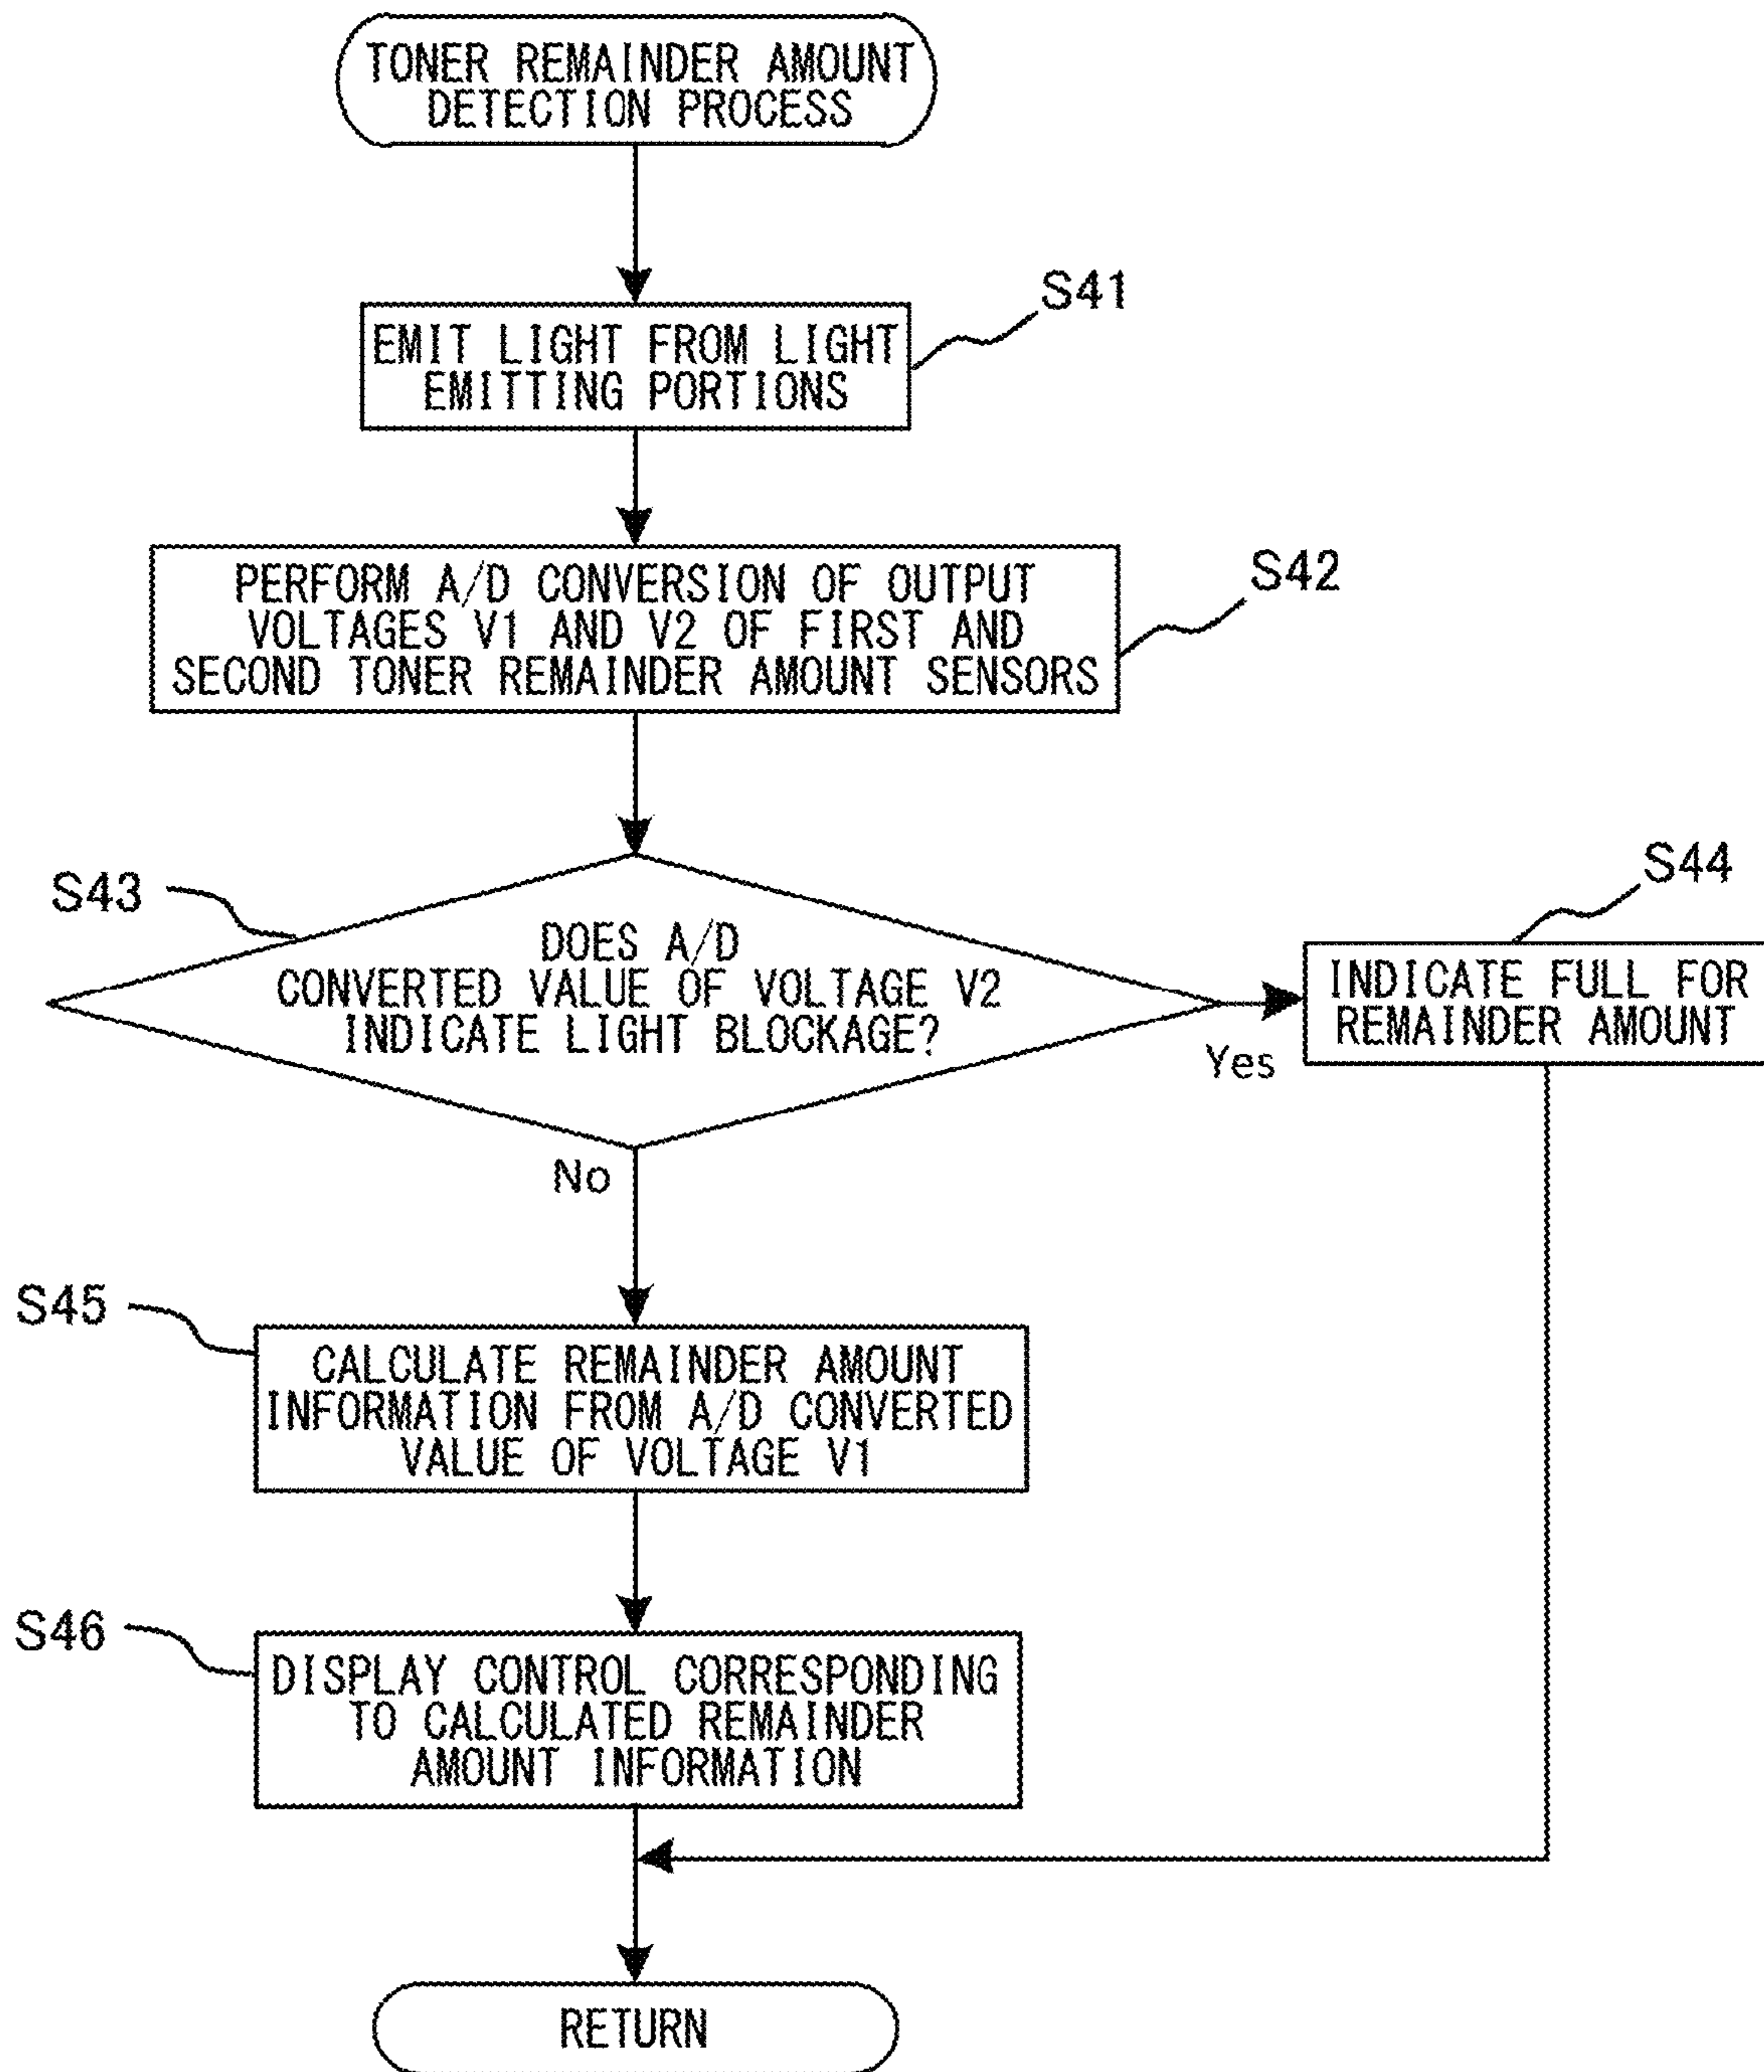 TONER REMAINDER AMOUNT
DETECTION PROCESS
S41
EMIT LIGHT FROM LIGHT
EMITTING PORTIONS
S42
PERFORM A/D CONVERSION OF OUTPUT
VOLTAGES V1 AND V2 OF FIRST AND
SECOND TONER REMAINDER AMOUNT SENSORS
S43
DOES A/D
CONVERTED VALUE OF VOLTAGE V2
INDICATE LIGHT BLOCKAGE?
Yes
S44
INDICATE FULL FOR
REMAINDER AMOUNT
No
S45
CALCULATE REMAINDER AMOUNT
INFORMATION FROM A/D CONVERTED
VALUE OF VOLTAGE V1
S46
DISPLAY CONTROL CORRESPONDING
TO CALCULATED REMAINDER
AMOUNT INFORMATION
RETURN